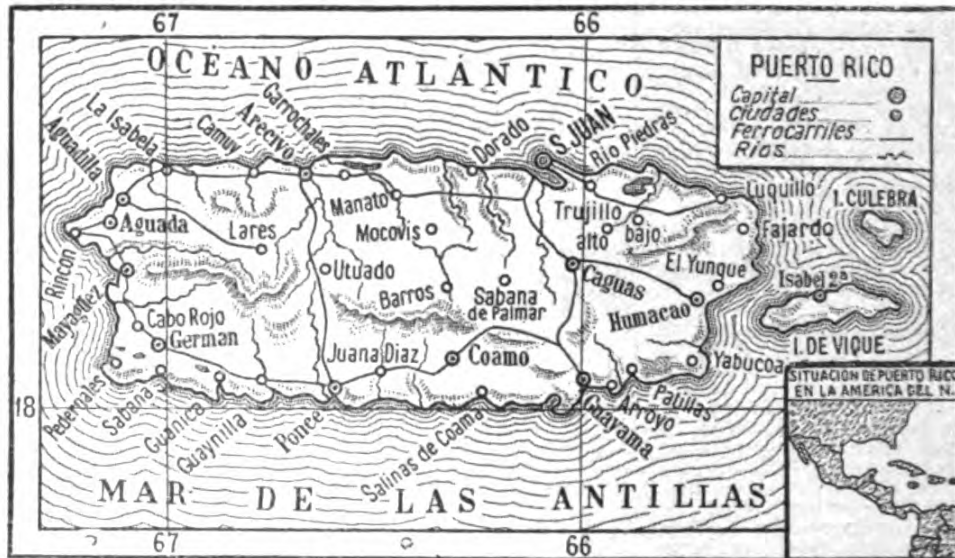 67
66
OCÉANO ATLÁNTICO
PUERTO RICO
Capital
Ciudades
Ferrocarriles
Rios
Aguadilla
La Isabela
Camuy
Arecivo
Garrochales
Dorado
S. JUAN
Rio Piedras
Luquillo
I. CULEBRA
Aguada
Lares
Manato
Mocovis
Trujillo
alto
bajo
Fajardo
Rincon
Utuado
Barros
Sabana
de Palmar
Caguas
El Yunque
Humacao
Isabel 2ª
I. DE VIQUE
Mayagüez
Cabo Rojo
German
Juana Diaz
Coamo
Yabucoa
Pedernales
Sabana
Guanica
Guaynilla
Ponce
Salinas de Coamo
Guayama
Arroyo
Patillas
18
MAR DE LAS ANTILLAS
67
66
SITUACIÓN DE PUERTO RICO
EN LA AMERICA DEL N.